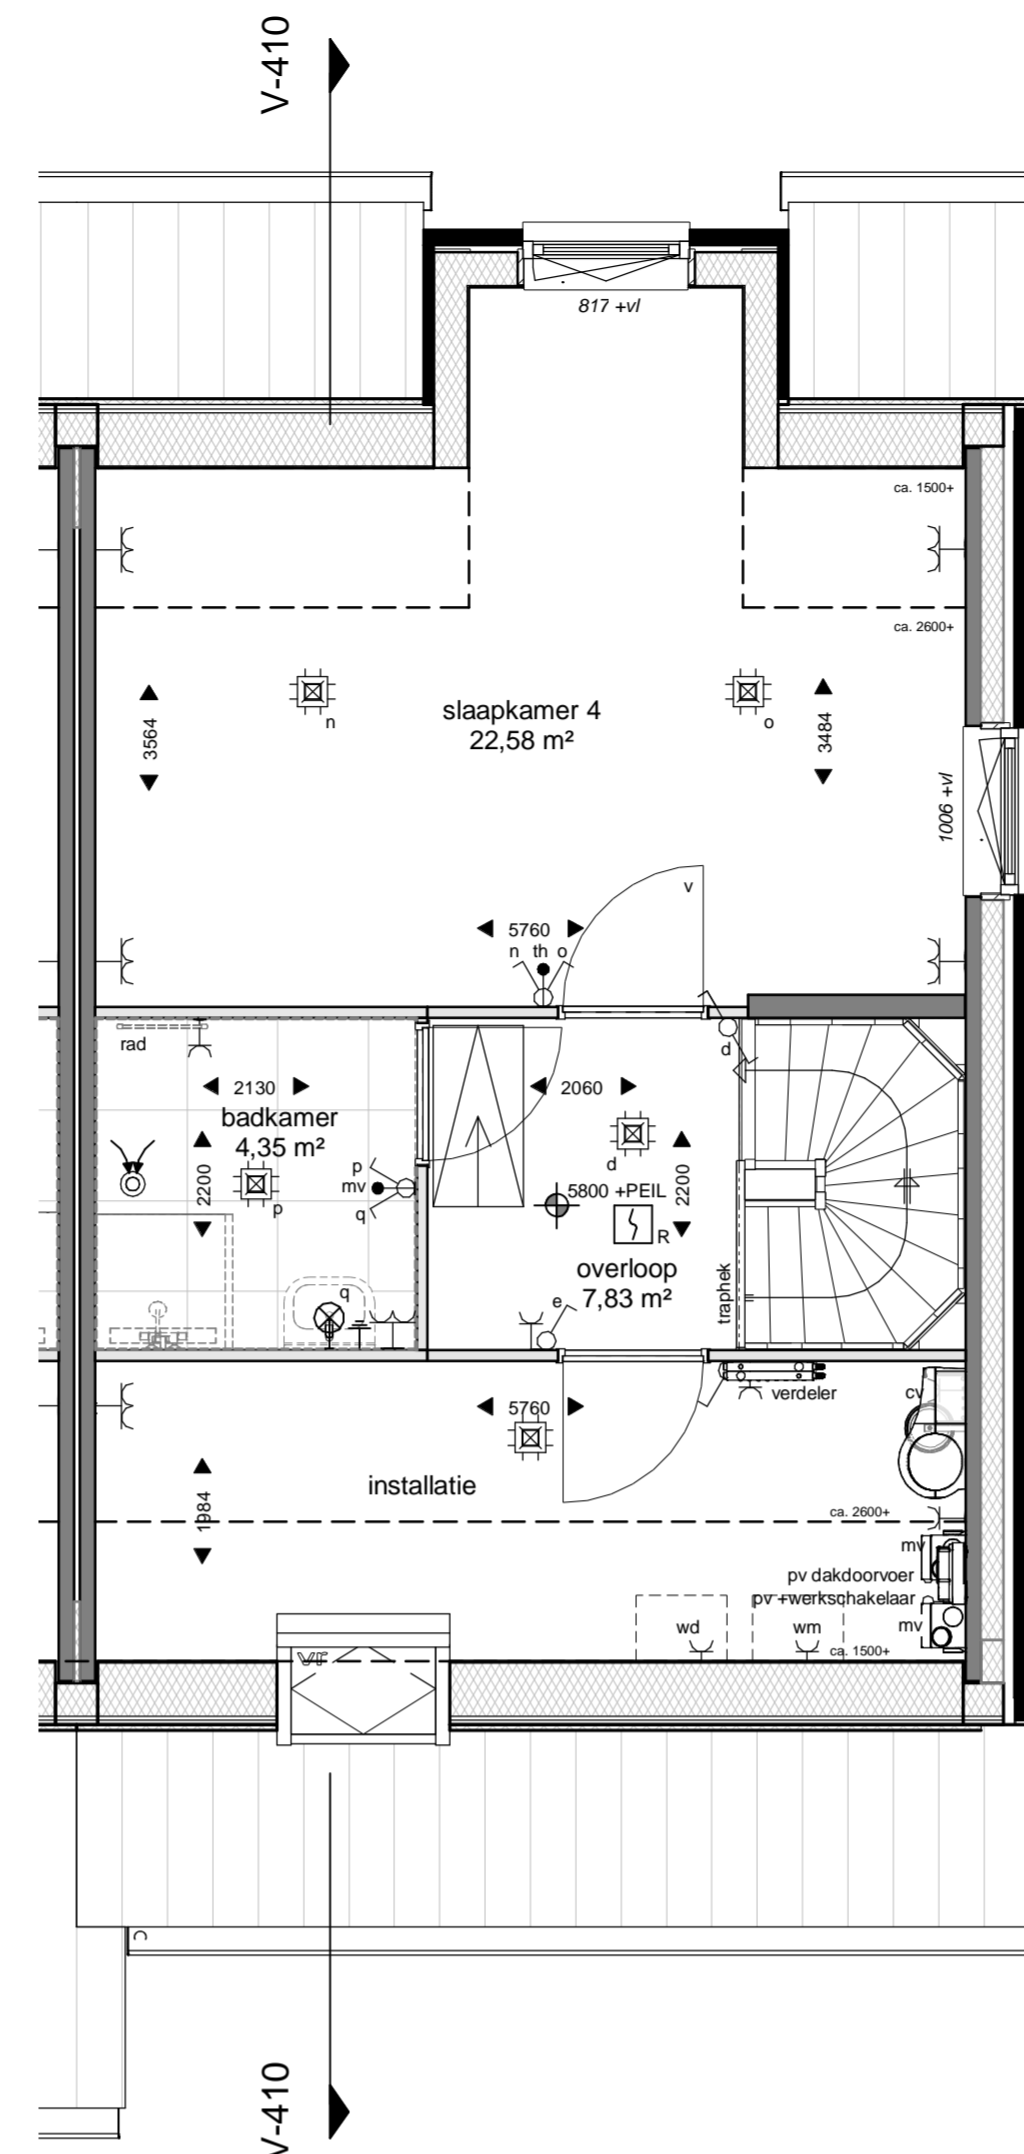 V-410
817 +vl
ca. 1500+
ca. 2600+
n
o
slaapkamer 4
22,58 m²
3564
3484
1006 +vl
v
5760
n th o
rad
d
2130
2060
badkamer
4,35 m²
d
2200
p
mv
q
p
5800 +PEIL
2200
R
overloop
7,83 m²
traphek
q
e
verdeler
cv
5760
installatie
1984
ca. 2600+
mv
pv dakdoorvoer
pv +werkschakelaar
mv
wd
wm
ca. 1500+
vr
V-410